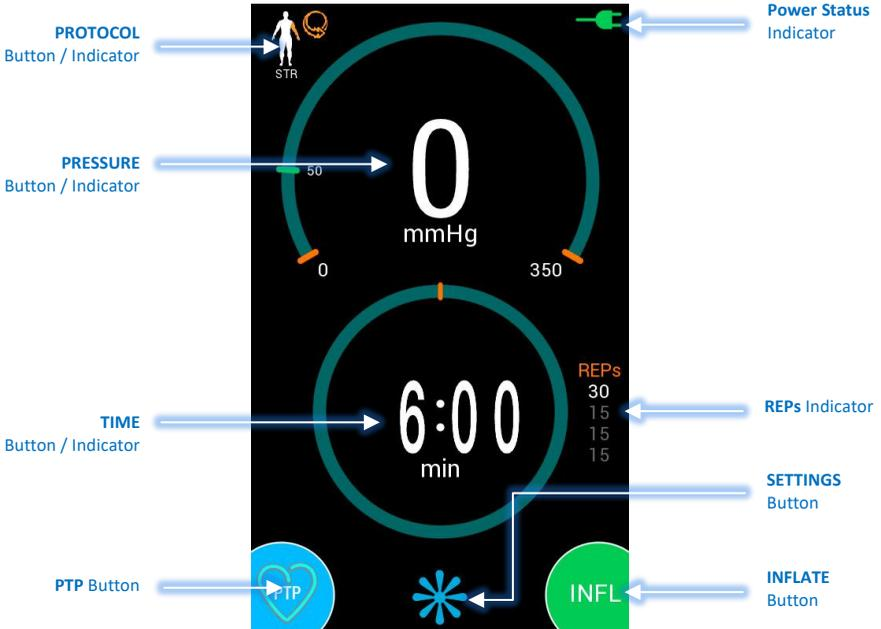 PROTOCOL
Button / Indicator
STR
Power Status
Indicator
PRESSURE
Button / Indicator
50
0
mmHg
0
350
TIME
Button / Indicator
6:00
min
REPs
30
15
15
15
REPs Indicator
SETTINGS
Button
PTP Button
PTP
INFL
INFLATE
Button